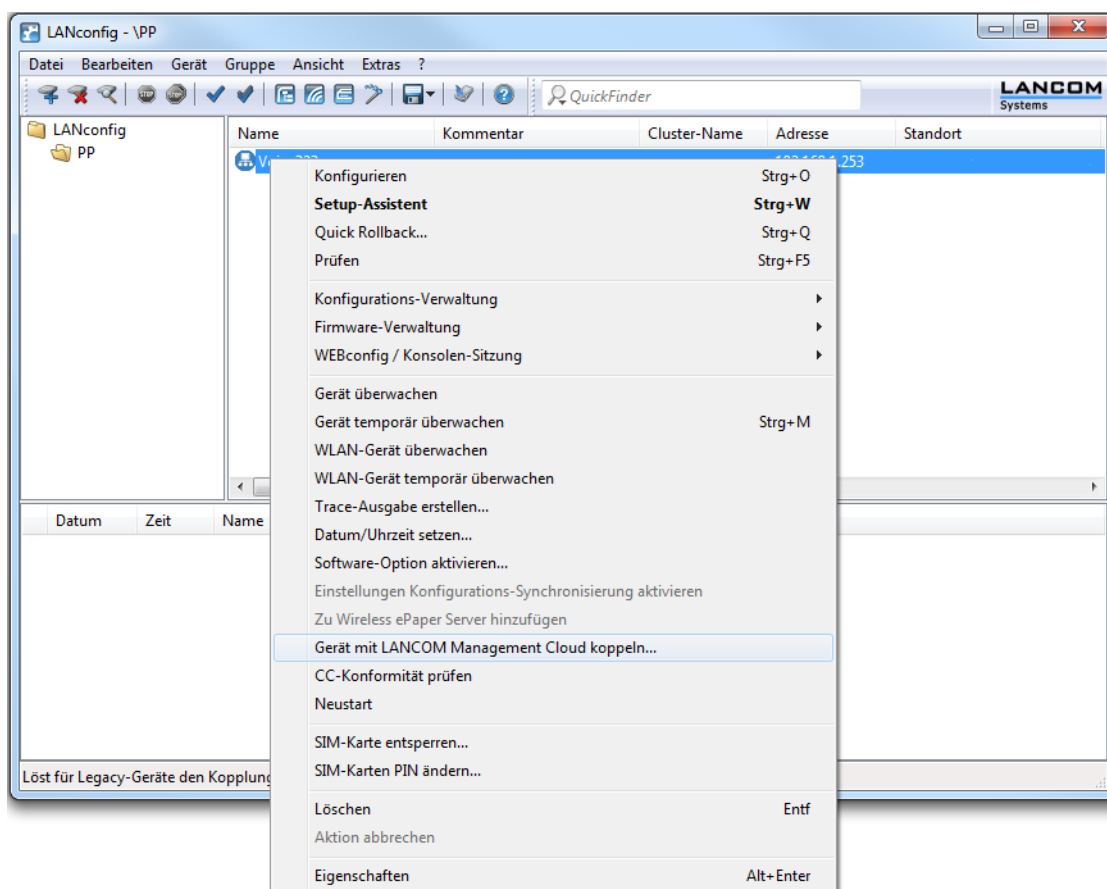 LANconfig - \PP
Datei Bearbeiten Gerät Gruppe Ansicht Extras ?
QuickFinder
LANCOM
Systems
LANconfig
PP
Name Kommentar Cluster-Name Adresse Standort
.253
Konfigurieren Strg+O
Setup-Assistent Strg+W
Quick Rollback... Strg+Q
Prüfen Strg+F5
Konfigurations-Verwaltung
Firmware-Verwaltung
WEBconfig / Konsolen-Sitzung
Gerät überwachen
Gerät temporär überwachen Strg+M
WLAN-Gerät überwachen
WLAN-Gerät temporär überwachen
Trace-Ausgabe erstellen...
Datum/Uhrzeit setzen...
Software-Option aktivieren...
Einstellungen Konfigurations-Synchronisierung aktivieren
Zu Wireless ePaper Server hinzufügen
Gerät mit LANCOM Management Cloud koppeln...
CC-Konformität prüfen
Neustart
SIM-Karte entsperren...
SIM-Karten PIN ändern...
Löschen Entf
Aktion abbrechen
Eigenschaften Alt+Enter
Datum Zeit Name
Löst für Legacy-Geräte den Kopplung